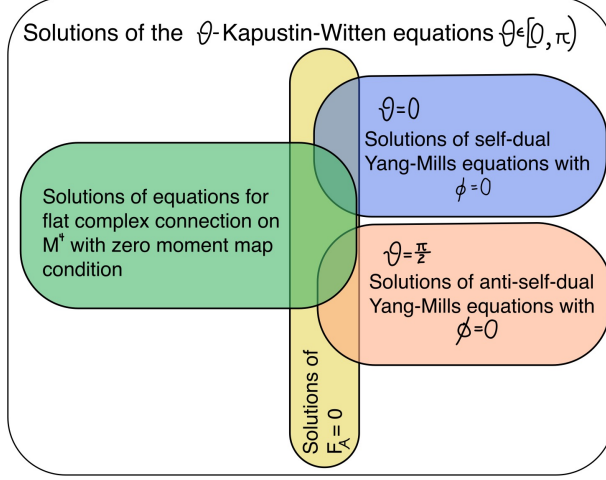 Solutions of the ϑ-Kapustin-Witten equations ϑϵ[0,π)
ϑ=0
Solutions of self-dual
Yang-Mills equations with
ϕ=0
Solutions of equations for
flat complex connection on
M⁴ with zero moment map
condition
ϑ=π/2
Solutions of anti-self-dual
Yang-Mills equations with
ϕ=0
Solutions of
F_A = 0